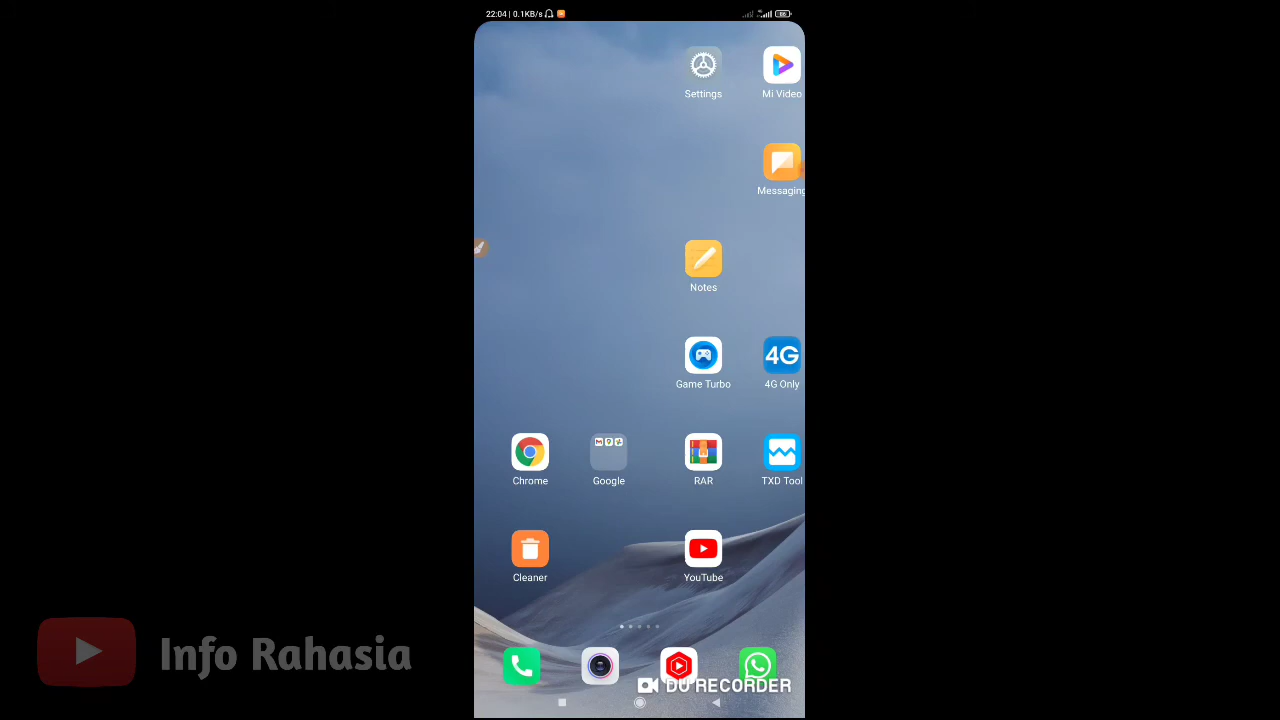 22:04 | 0.1KB/s
Settings
Mi Video
Messaging
Notes
4G
Game Turbo
4G Only
Chrome
Google
RAR
TXD Tool
Cleaner
YouTube
Info Rahasia
DU RECORDER